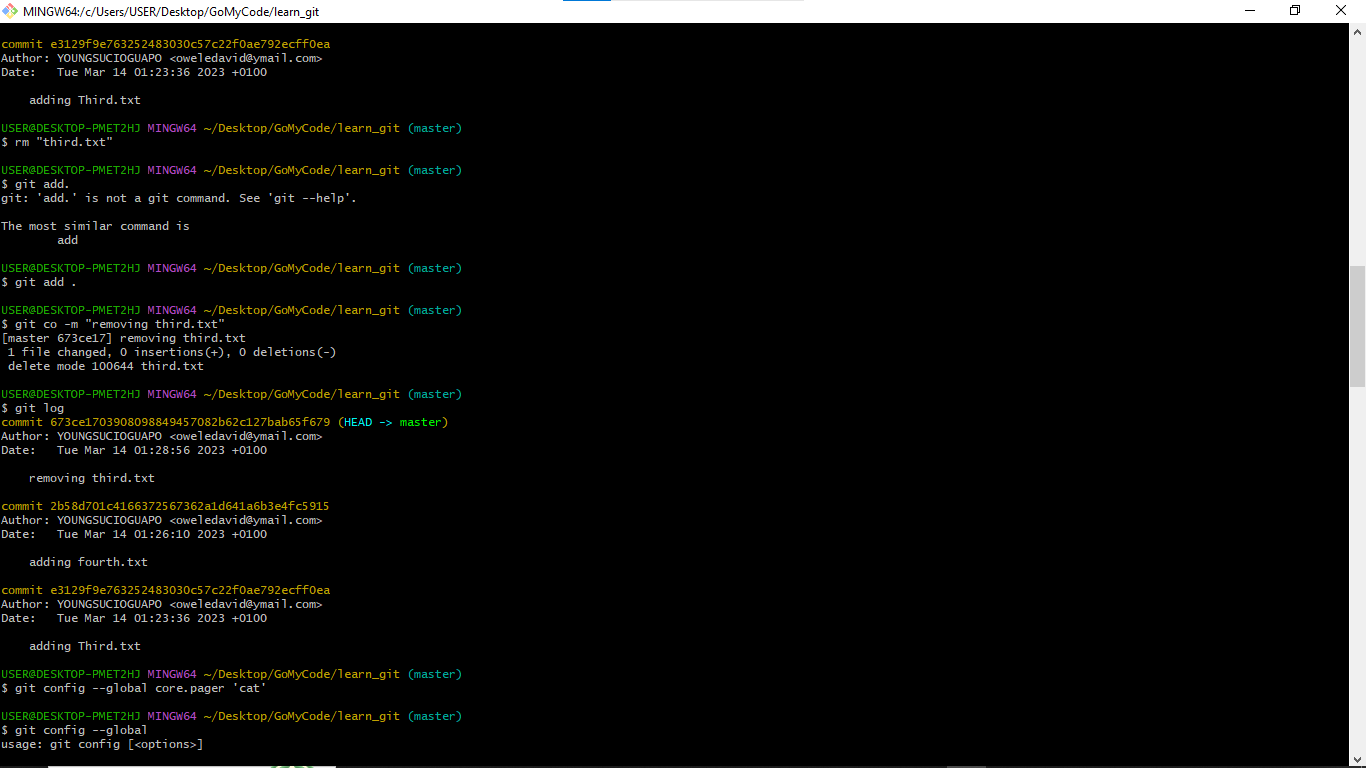 MINGW64:/c/Users/USER/Desktop/GoMyCode/learn_git
commit e3129f9e763252483030c57c22f0ae792ecff0ea
Author: YOUNGSUCIOGUAPO <oweledavid@ymail.com>
Date:   Tue Mar 14 01:23:36 2023 +0100
    adding Third.txt
USER@DESKTOP-PMET2HJ MINGW64 ~/Desktop/GoMyCode/learn_git (master)
$ rm "third.txt"
USER@DESKTOP-PMET2HJ MINGW64 ~/Desktop/GoMyCode/learn_git (master)
$ git add.
git: 'add.' is not a git command. See 'git --help'.
The most similar command is
        add
USER@DESKTOP-PMET2HJ MINGW64 ~/Desktop/GoMyCode/learn_git (master)
$ git add .
USER@DESKTOP-PMET2HJ MINGW64 ~/Desktop/GoMyCode/learn_git (master)
$ git co -m "removing third.txt"
[master 673ce17] removing third.txt
 1 file changed, 0 insertions(+), 0 deletions(-)
 delete mode 100644 third.txt
USER@DESKTOP-PMET2HJ MINGW64 ~/Desktop/GoMyCode/learn_git (master)
$ git log
commit 673ce1703908098849457082b62c127bab65f679 (HEAD -> master)
Author: YOUNGSUCIOGUAPO <oweledavid@ymail.com>
Date:   Tue Mar 14 01:28:56 2023 +0100
    removing third.txt
commit 2b58d701c4166372567362a1d641a6b3e4fc5915
Author: YOUNGSUCIOGUAPO <oweledavid@ymail.com>
Date:   Tue Mar 14 01:26:10 2023 +0100
    adding fourth.txt
commit e3129f9e763252483030c57c22f0ae792ecff0ea
Author: YOUNGSUCIOGUAPO <oweledavid@ymail.com>
Date:   Tue Mar 14 01:23:36 2023 +0100
    adding Third.txt
USER@DESKTOP-PMET2HJ MINGW64 ~/Desktop/GoMyCode/learn_git (master)
$ git config --global core.pager 'cat'
USER@DESKTOP-PMET2HJ MINGW64 ~/Desktop/GoMyCode/learn_git (master)
$ git config --global
usage: git config [<options>]